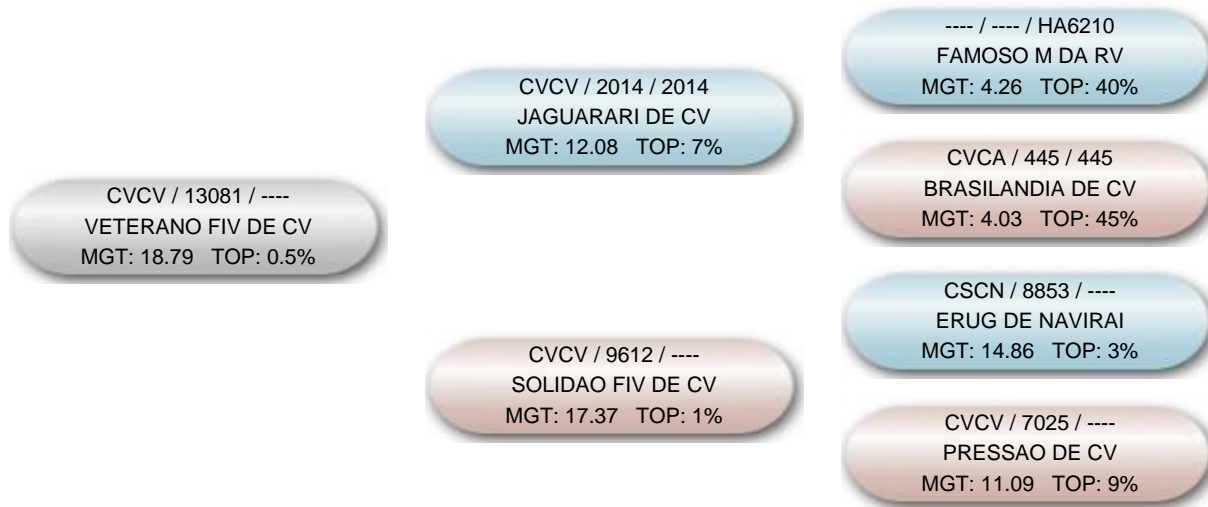 CVCV / 13081 / ----
VETERANO FIV DE CV
MGT: 18.79 TOP: 0.5%
CVCV / 2014 / 2014
JAGUARARI DE CV
MGT: 12.08 TOP: 7%
CVCV / 9612 / ----
SOLIDAO FIV DE CV
MGT: 17.37 TOP: 1%
---- / ---- / HA6210
FAMOSO M DA RV
MGT: 4.26 TOP: 40%
CVCA / 445 / 445
BRASILANDIA DE CV
MGT: 4.03 TOP: 45%
CSCN / 8853 / ----
ERUG DE NAVIRAI
MGT: 14.86 TOP: 3%
CVCV / 7025 / ----
PRESSAO DE CV
MGT: 11.09 TOP: 9%